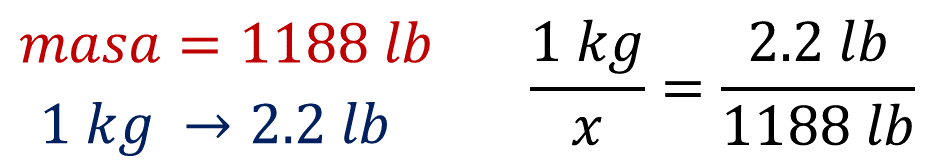 masa = 1188 lb
1 kg → 2.2 lb
1 kg / x = 2.2 lb / 1188 lb